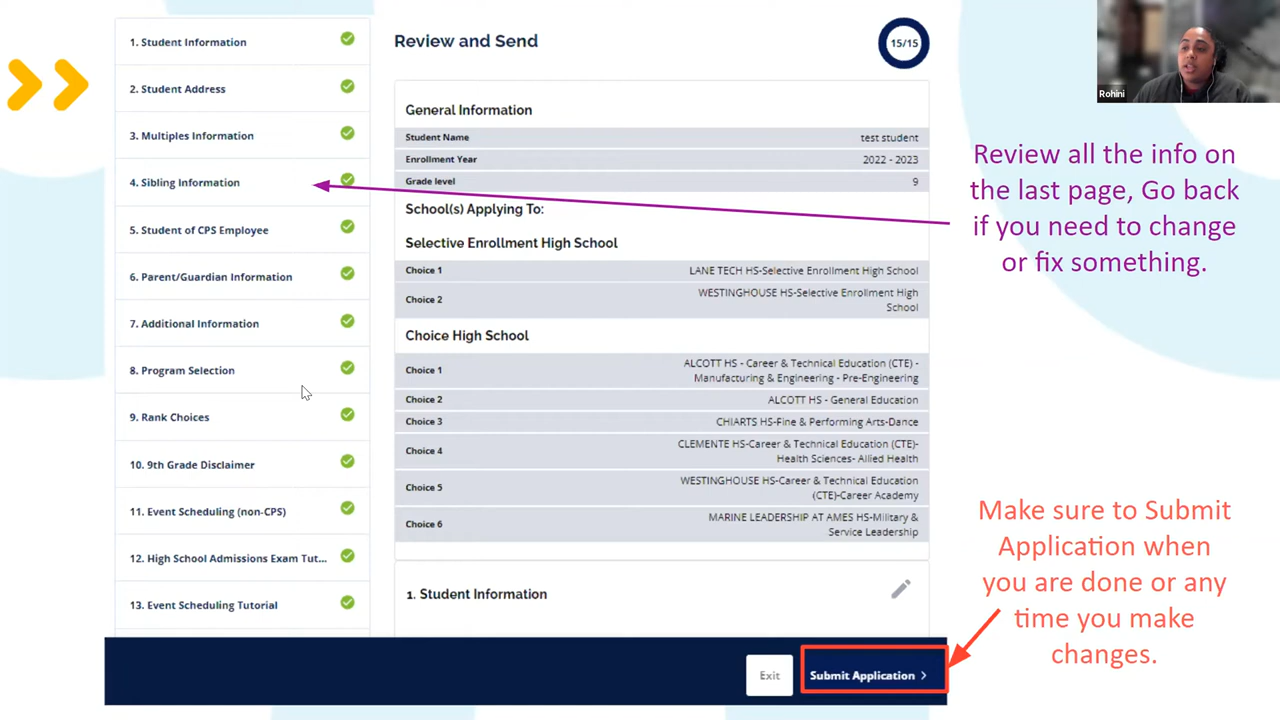 1. Student Information
2. Student Address
3. Multiples Information
4. Sibling Information
5. Student of CPS Employee
6. Parent/Guardian Information
7. Additional Information
8. Program Selection
9. Rank Choices
10. 9th Grade Disclaimer
11. Event Scheduling (non-CPS)
12. High School Admissions Exam Tut...
13. Event Scheduling Tutorial
Review and Send
15/15
General Information
Student Name test student
Enrollment Year 2022 - 2023
Grade level 9
School(s) Applying To:
Selective Enrollment High School
Choice 1 LANE TECH HS-Selective Enrollment High School
Choice 2 WESTINGHOUSE HS-Selective Enrollment High
School
Choice High School
Choice 1 ALCOTT HS - Career & Technical Education (CTE) -
Manufacturing & Engineering - Pre-Engineering
Choice 2 ALCOTT HS - General Education
Choice 3 CHIARTS HS-Fine & Performing Arts-Dance
Choice 4 CLEMENTE HS-Career & Technical Education (CTE)-
Health Sciences- Allied Health
Choice 5 WESTINGHOUSE HS-Career & Technical Education
(CTE)-Career Academy
Choice 6 MARINE LEADERSHIP AT AMES HS-Military &
Service Leadership
1. Student Information
Exit
Submit Application >
Rohini
Review all the info on
the last page, Go back
if you need to change
or fix something.
Make sure to Submit
Application when
you are done or any
time you make
changes.